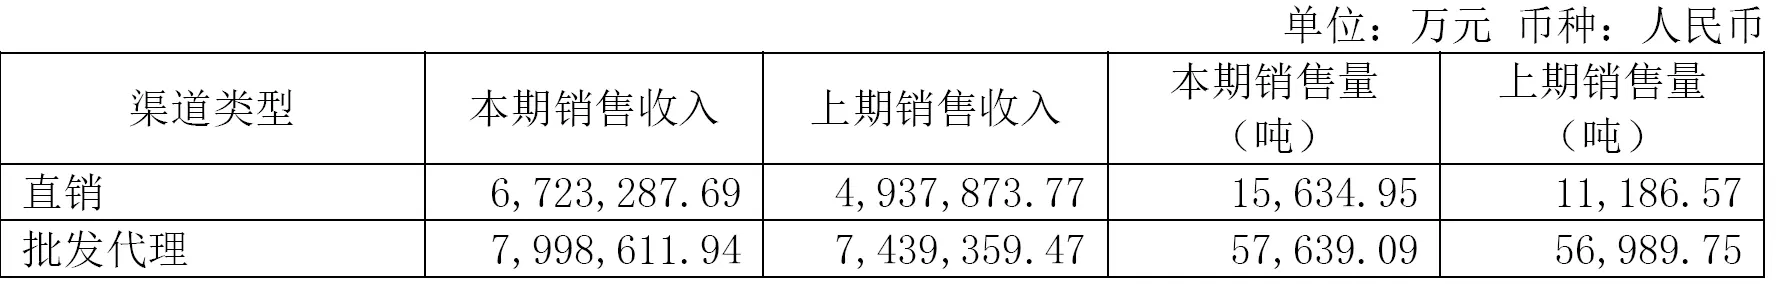 单位：万元 币种：人民币
渠道类型 本期销售收入 上期销售收入 本期销售量（吨） 上期销售量（吨）
直销 6,723,287.69 4,937,873.77 15,634.95 11,186.57
批发代理 7,998,611.94 7,439,359.47 57,639.09 56,989.75